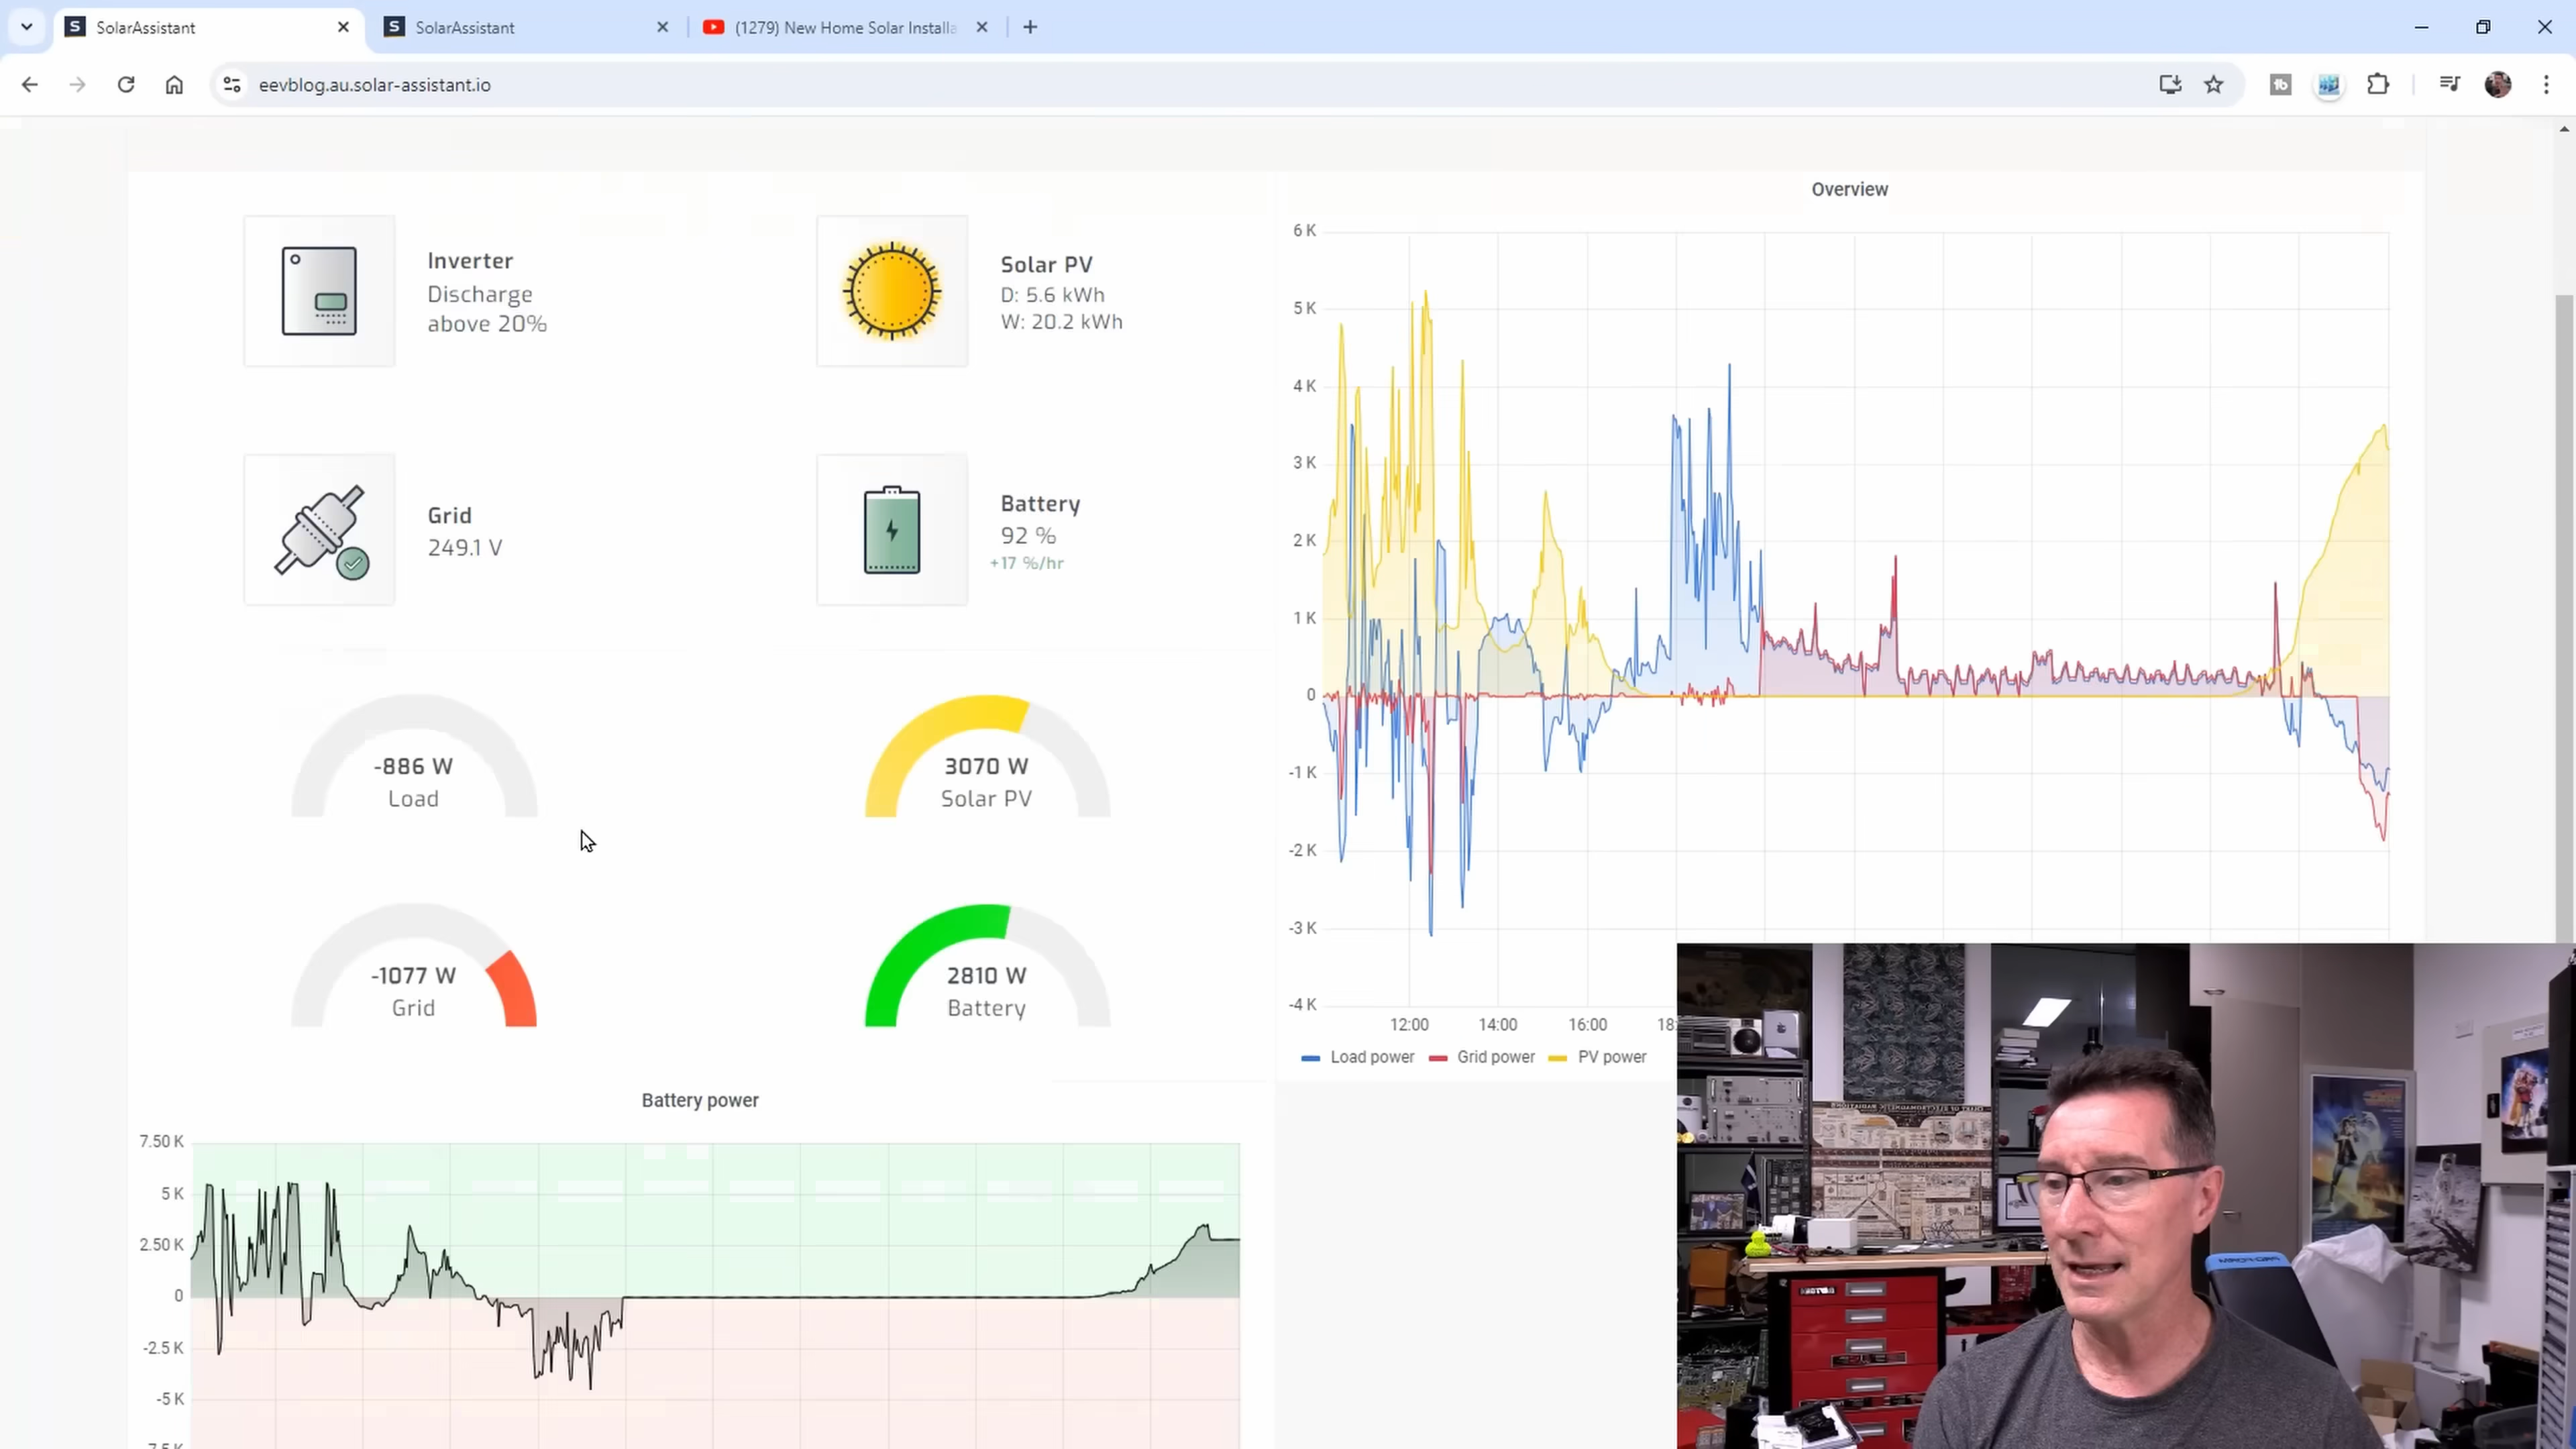 SolarAssistant
SolarAssistant
(1279) New Home Solar Installa
eevblog.au.solar-assistant.io
Inverter
Discharge
above 20%
Solar PV
D: 5.6 kWh
W: 20.2 kWh
Grid
249.1 V
Battery
92 %
+17 %/hr
-886 W
Load
3070 W
Solar PV
-1077 W
Grid
2810 W
Battery
Overview
6 K
5 K
4 K
3 K
2 K
1 K
0
-1 K
-2 K
-3 K
-4 K
12:00 14:00 16:00 18:
Load power Grid power PV power
Battery power
7.50 K
5 K
2.50 K
0
-2.5 K
-5 K
-7.5 K